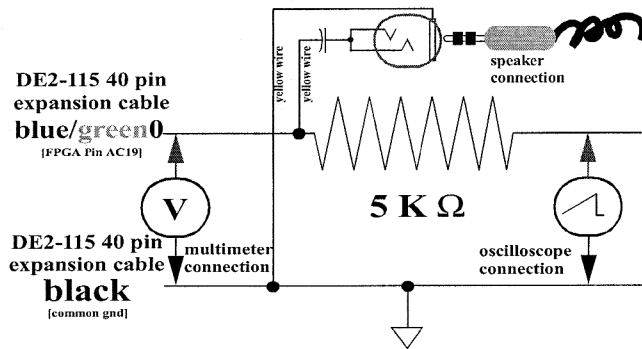 DE2-115 40 pin
expansion cable
blue/green0
[FPGA Pin AC19]
yellow wire
yellow wire
speaker
connection
V
5 K Ω
DE2-115 40 pin
expansion cable
black
[common gnd]
multimeter
connection
oscilloscope
connection